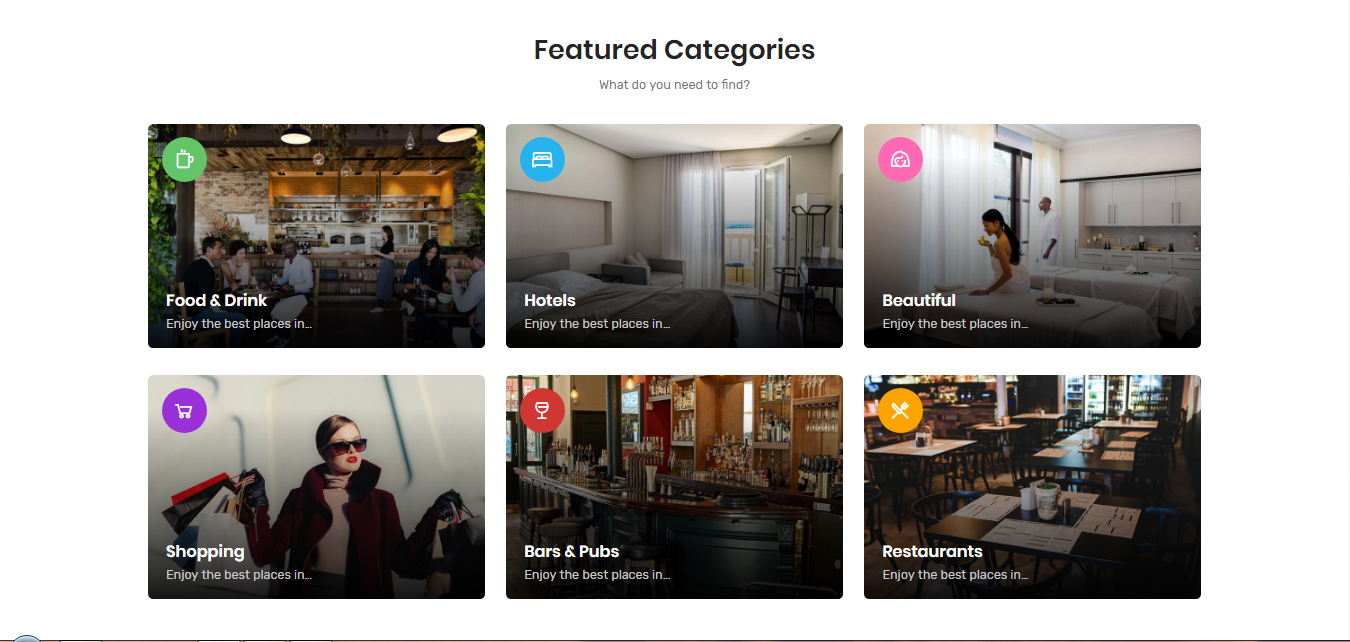 Featured Categories
What do you need to find?
Food & Drink
Enjoy the best places in...
Hotels
Enjoy the best places in...
Beautiful
Enjoy the best places in...
Shopping
Enjoy the best places in...
Bars & Pubs
Enjoy the best places in...
Restaurants
Enjoy the best places in...